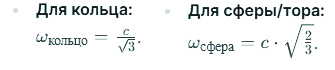 • Для кольца:
ω_кольцо = c/√3.
• Для сферы/тора:
ω_сфера = c · √(2/3).